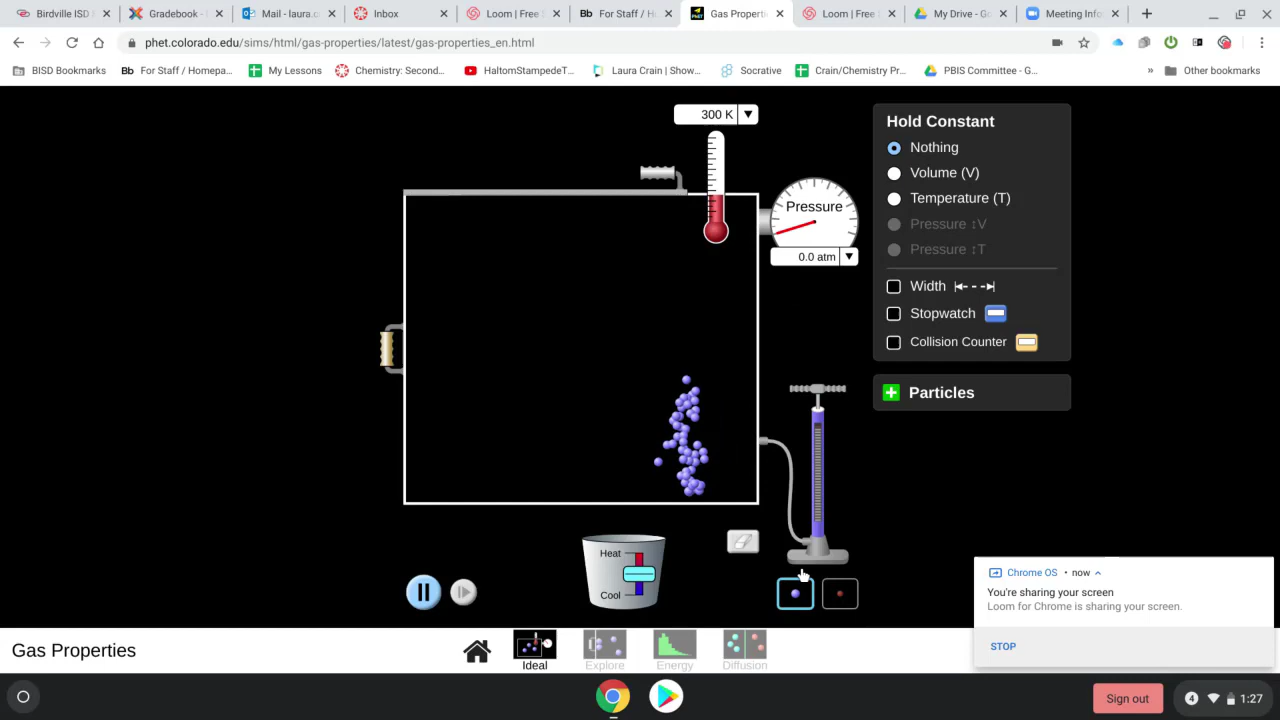 Birdville ISD
Gradebook -
Mail - laura.c
Inbox
Loom | Free S
For Staff / H
Gas Properti
Loom | Free S
My Drive - Go
Meeting Info
phet.colorado.edu/sims/html/gas-properties/latest/gas-properties_en.html
BISD Bookmarks
Bb For Staff / Homepa...
My Lessons
Chemistry: Second...
HaltomStampedeT...
Laura Crain | Show...
Socrative
Crain/Chemistry Pr...
PBIS Committee - G...
» Other bookmarks
300 K
Pressure
0.0 atm
Hold Constant
Nothing
Volume (V)
Temperature (T)
Pressure ↕V
Pressure ↕T
Width
Stopwatch
Collision Counter
Particles
Heat
Cool
Chrome OS • now
You're sharing your screen
Loom for Chrome is sharing your screen.
STOP
Gas Properties
Ideal
Explore
Energy
Diffusion
Sign out
4
1:27